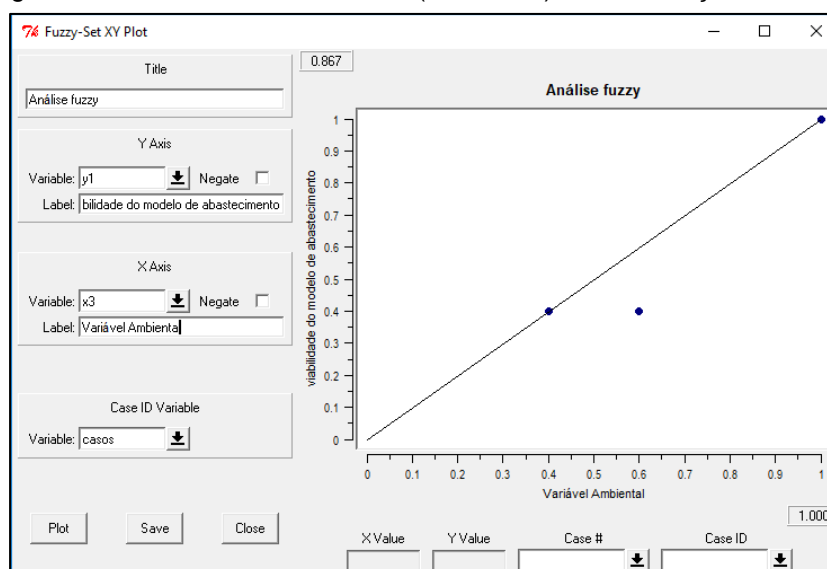 Fuzzy-Set XY Plot
Title
Análise fuzzy
Y Axis
Variable: y1 Negate
Label: bilidade do modelo de abastecimento
X Axis
Variable: x3 Negate
Label: Variável Ambiental
Case ID Variable
Variable: casos
Plot Save Close
0.867
Análise fuzzy
viabilidade do modelo de abastecimento
1
0.9
0.8
0.7
0.6
0.5
0.4
0.3
0.2
0.1
0
0 0.1 0.2 0.3 0.4 0.5 0.6 0.7 0.8 0.9 1
Variável Ambiental
1.000
X Value Y Value Case # Case ID